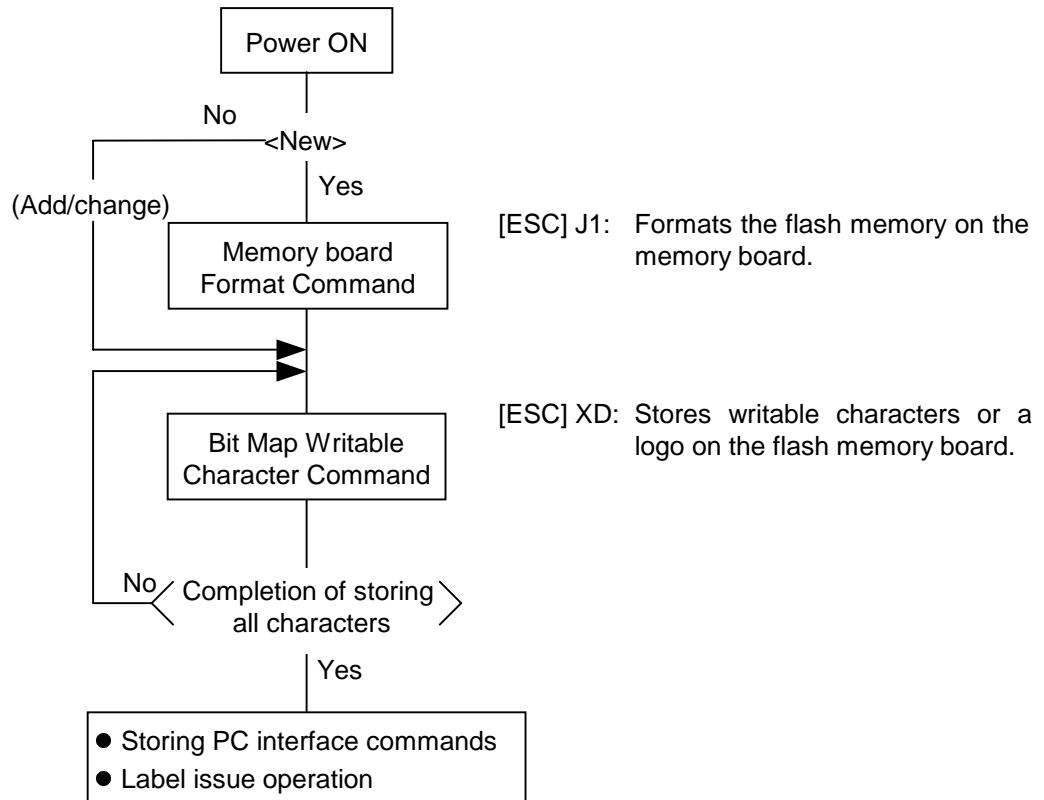 Power ON
No
<New>
Yes
(Add/change)
[ESC] J1: Formats the flash memory on the
memory board.
Memory board
Format Command
[ESC] XD: Stores writable characters or a
logo on the flash memory board.
Bit Map Writable
Character Command
No
Completion of storing
all characters
Yes
● Storing PC interface commands
● Label issue operation